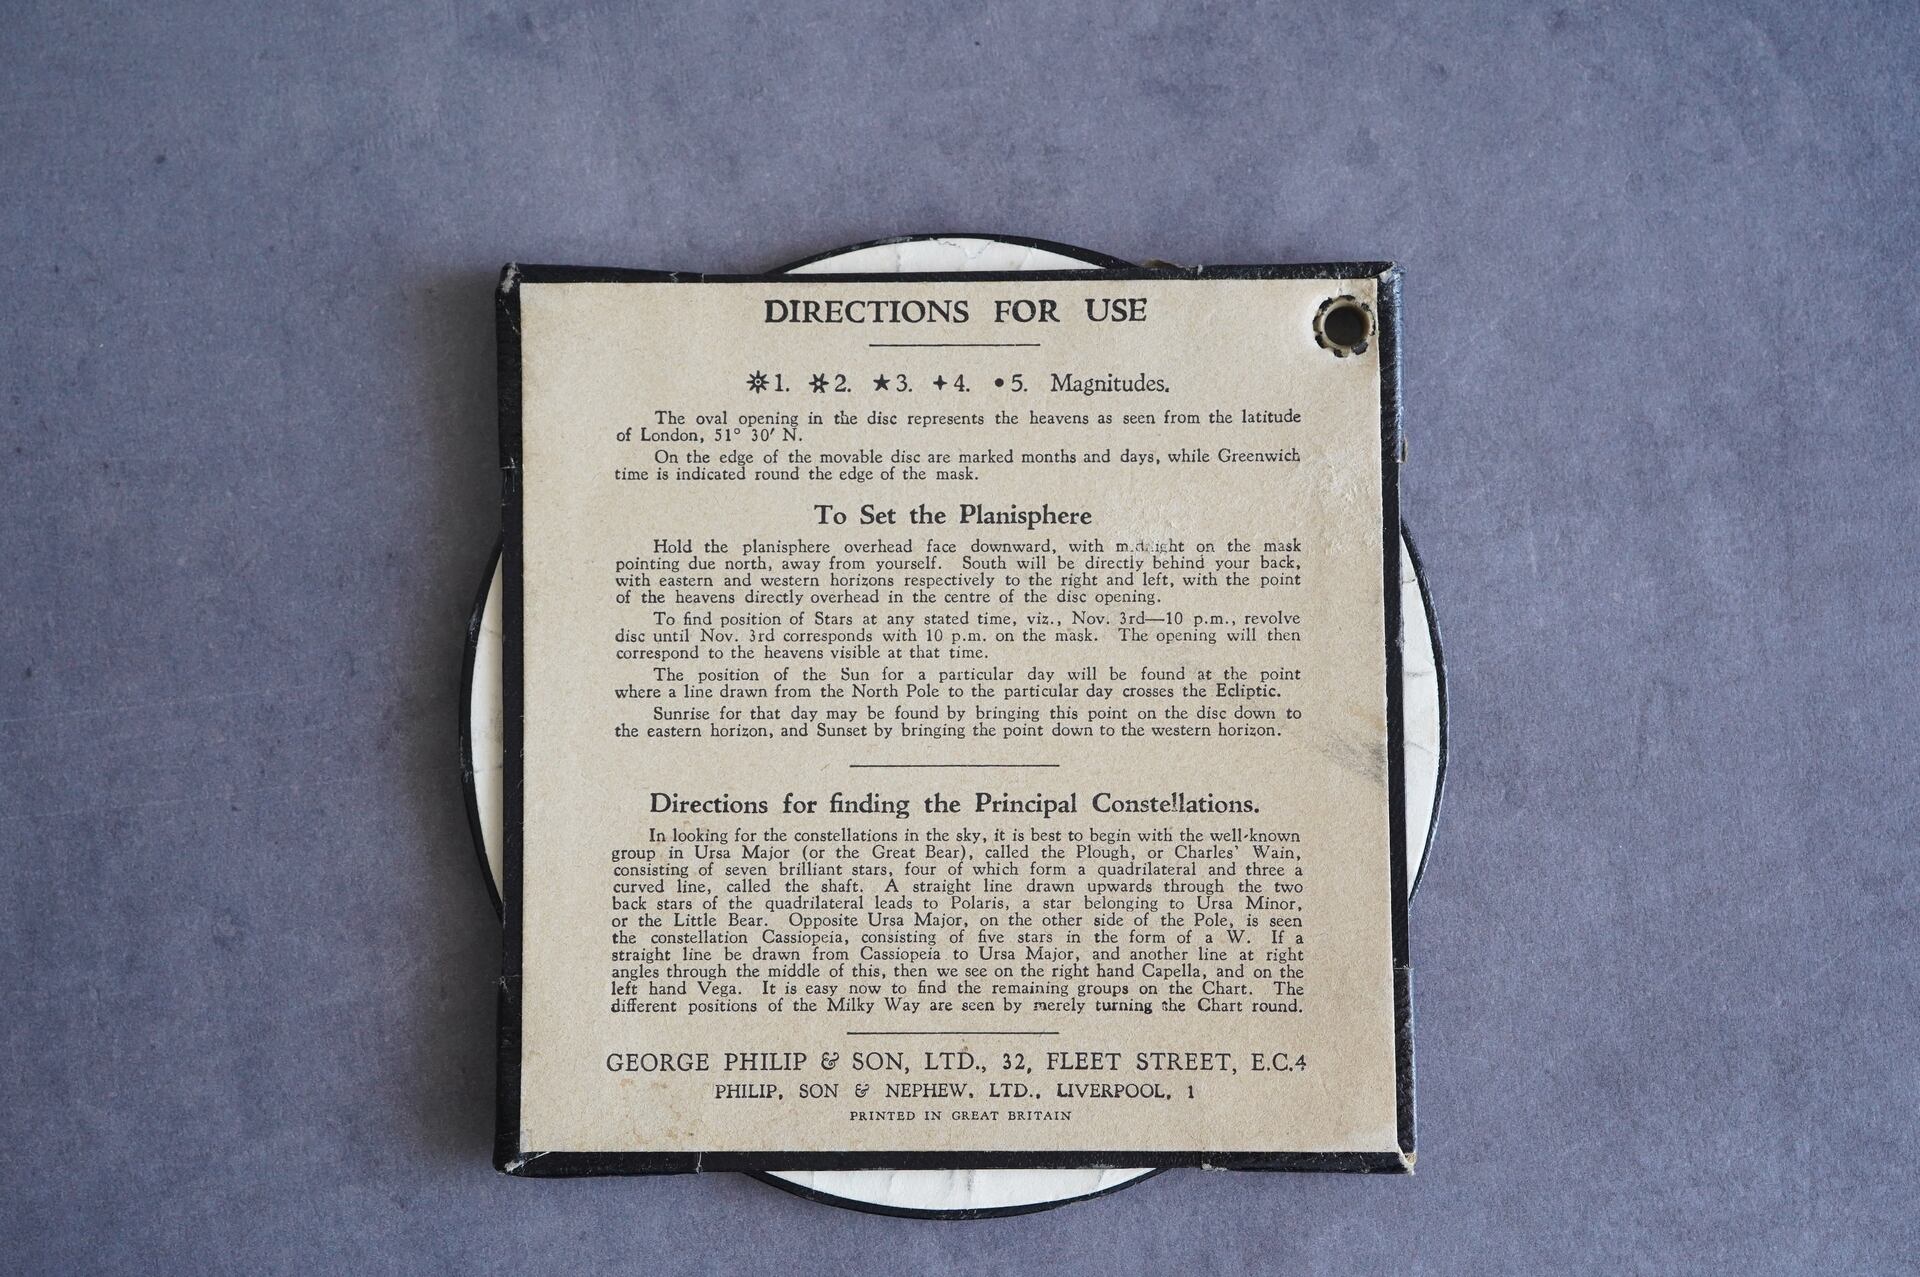 DIRECTIONS FOR USE
1. 2. 3. 4. 5. Magnitudes.
The oval opening in the disc represents the heavens as seen from the latitude
of London, 51° 30′ N.
On the edge of the movable disc are marked months and days, while Greenwich
time is indicated round the edge of the mask.
To Set the Planisphere
Hold the planisphere overhead face downward, with midnight on the mask
pointing due north, away from yourself. South will be directly behind your back,
with eastern and western horizons respectively to the right and left, with the point
of the heavens directly overhead in the centre of the disc opening.
To find position of Stars at any stated time, viz., Nov. 3rd—10 p.m., revolve
disc until Nov. 3rd corresponds with 10 p.m. on the mask. The opening will then
correspond to the heavens visible at that time.
The position of the Sun for a particular day will be found at the point
where a line drawn from the North Pole to the particular day crosses the Ecliptic.
Sunrise for that day may be found by bringing this point on the disc down to
the eastern horizon, and Sunset by bringing the point down to the western horizon.
Directions for finding the Principal Constellations.
In looking for the constellations in the sky, it is best to begin with the well-known
group in Ursa Major (or the Great Bear), called the Plough, or Charles' Wain,
consisting of seven brilliant stars, four of which form a quadrilateral and three a
curved line, called the shaft. A straight line drawn upwards through the two
back stars of the quadrilateral leads to Polaris, a star belonging to Ursa Minor,
or the Little Bear. Opposite Ursa Major, on the other side of the Pole, is seen
the constellation Cassiopeia, consisting of five stars in the form of a W. If a
straight line be drawn from Cassiopeia to Ursa Major, and another line at right
angles through the middle of this, then we see on the right hand Capella, and on the
left hand Vega. It is easy now to find the remaining groups on the Chart. The
different positions of the Milky Way are seen by merely turning the Chart round.
GEORGE PHILIP & SON, LTD., 32, FLEET STREET, E.C.4
PHILIP, SON & NEPHEW, LTD., LIVERPOOL, 1
PRINTED IN GREAT BRITAIN